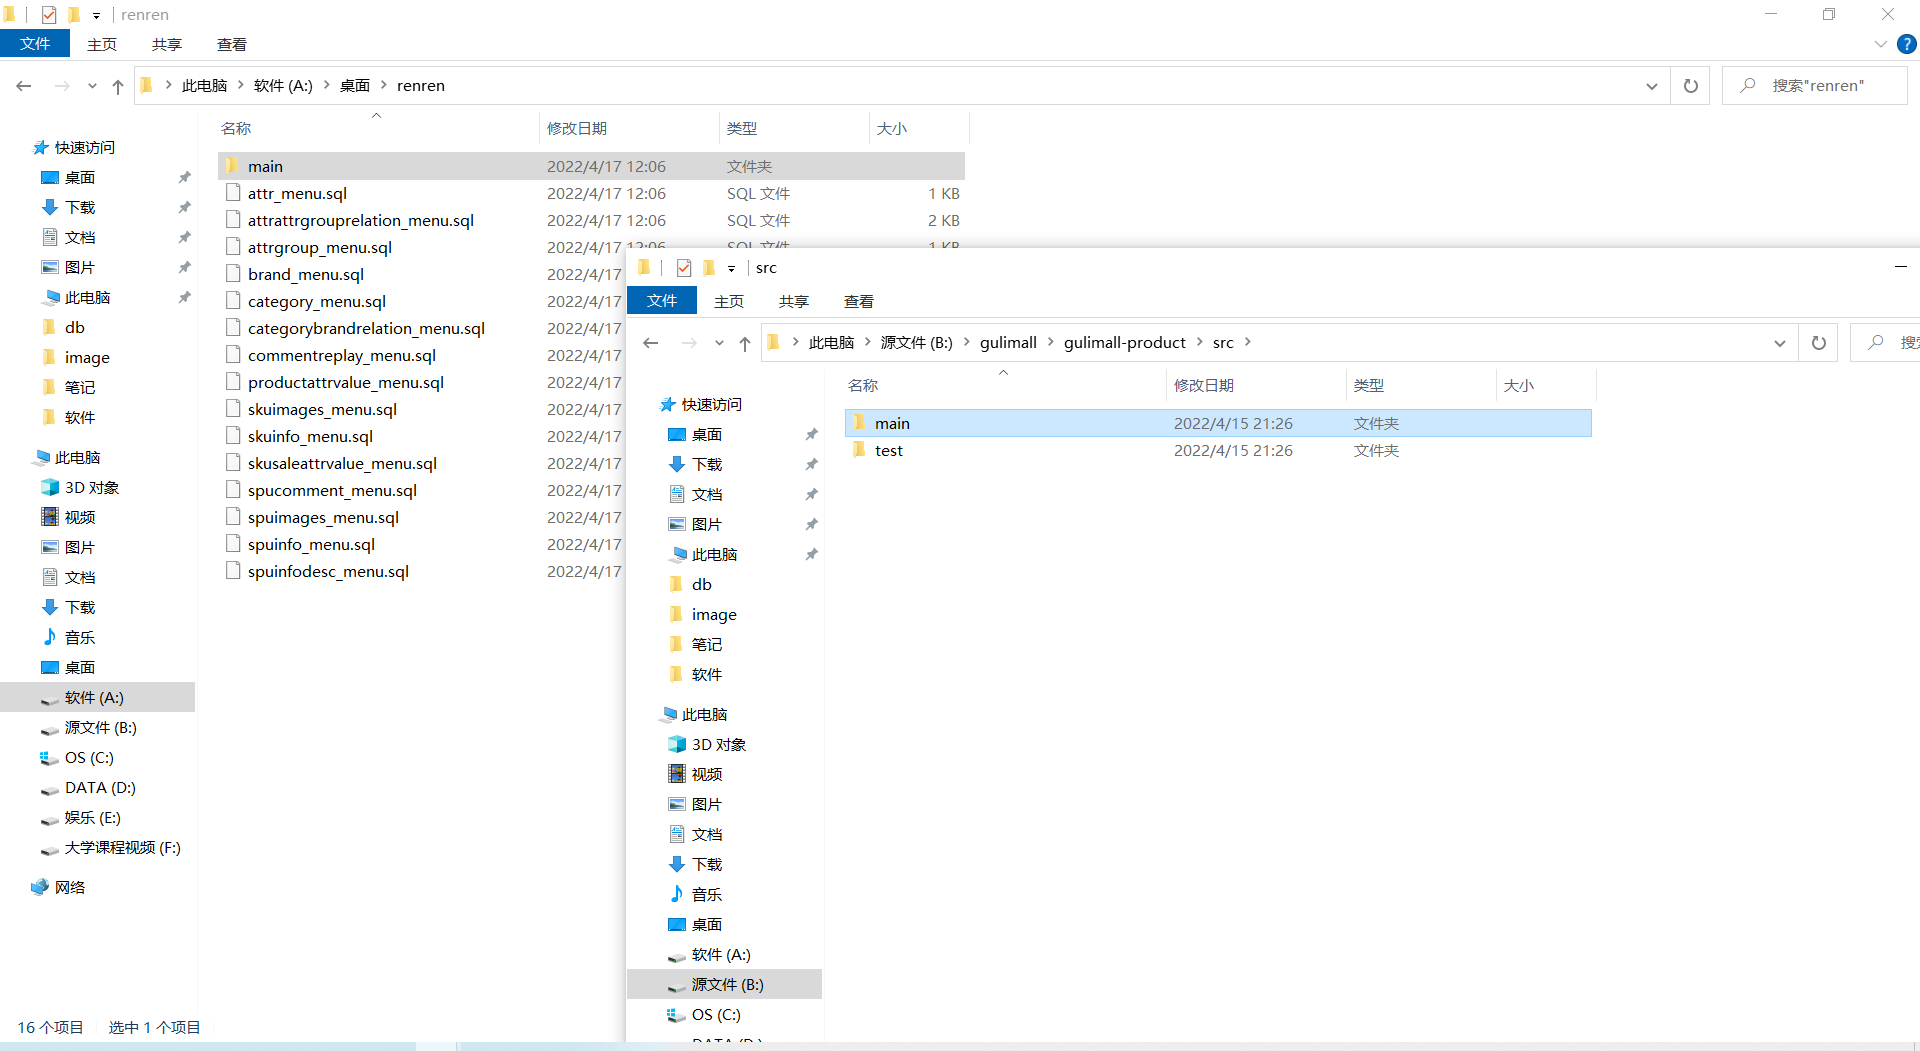 renren
文件 主页 共享 查看
此电脑 软件 (A:) 桌面 renren 搜索"renren"
名称 修改日期 类型 大小
快速访问
桌面
下载
文档
图片
此电脑
db
image
笔记
软件
此电脑
3D 对象
视频
图片
文档
下载
音乐
桌面
软件 (A:)
源文件 (B:)
OS (C:)
DATA (D:)
娱乐 (E:)
大学课程视频 (F:)
网络
main 2022/4/17 12:06 文件夹
attr_menu.sql 2022/4/17 12:06 SQL 文件 1 KB
attrattrgrouprelation_menu.sql 2022/4/17 12:06 SQL 文件 2 KB
attrgroup_menu.sql 2022/4/17 12:06 SQL 文件 1 KB
brand_menu.sql 2022/4/17
category_menu.sql 2022/4/17
categorybrandrelation_menu.sql 2022/4/17
commentreplay_menu.sql 2022/4/17
productattrvalue_menu.sql 2022/4/17
skuimages_menu.sql 2022/4/17
skuinfo_menu.sql 2022/4/17
skusaleattrvalue_menu.sql 2022/4/17
spucomment_menu.sql 2022/4/17
spuimages_menu.sql 2022/4/17
spuinfo_menu.sql 2022/4/17
spuinfodesc_menu.sql 2022/4/17
16 个项目 选中 1 个项目
src
文件 主页 共享 查看
此电脑 源文件 (B:) gulimall gulimall-product src 搜
名称 修改日期 类型 大小
快速访问
桌面
下载
文档
图片
此电脑
db
image
笔记
软件
此电脑
3D 对象
视频
图片
文档
下载
音乐
桌面
软件 (A:)
源文件 (B:)
OS (C:)
DATA (D:)
main 2022/4/15 21:26 文件夹
test 2022/4/15 21:26 文件夹